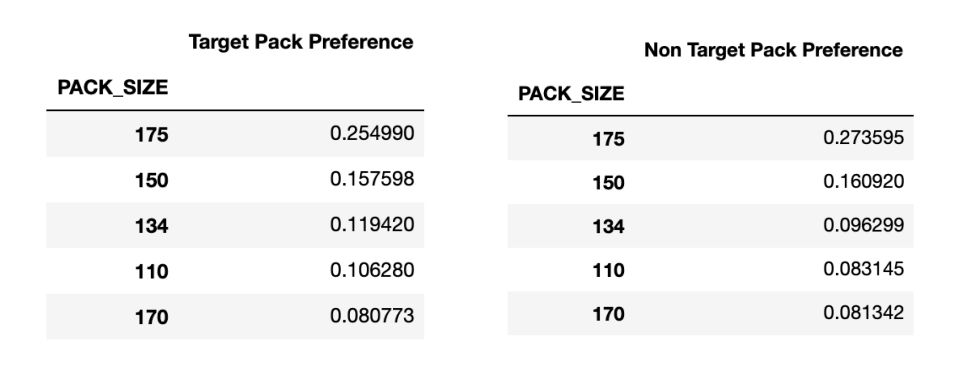 Target Pack Preference
PACK_SIZE
175 0.254990
150 0.157598
134 0.119420
110 0.106280
170 0.080773
Non Target Pack Preference
PACK_SIZE
175 0.273595
150 0.160920
134 0.096299
110 0.083145
170 0.081342